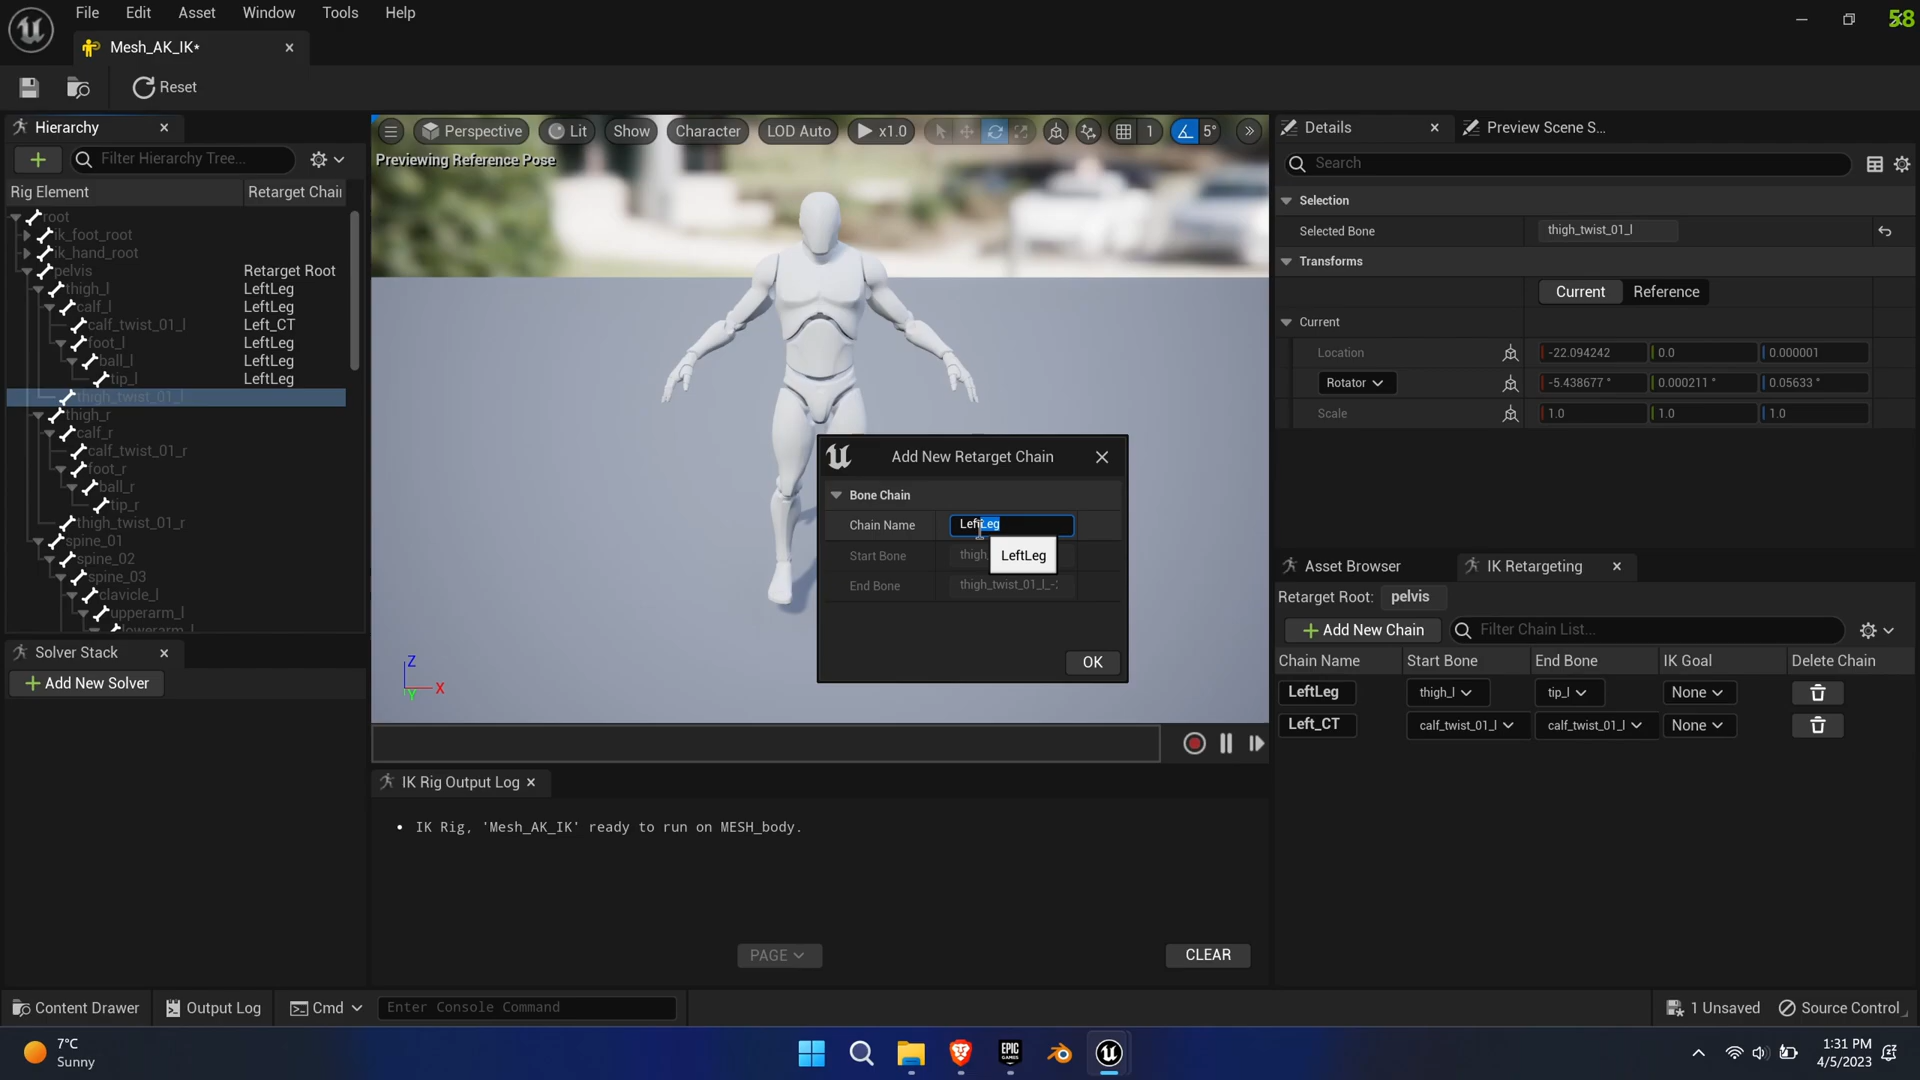 File Edit Asset Window Tools Help
58
Mesh_AK_IK*
Reset
Hierarchy
Filter Hierarchy Tree...
Rig Element Retarget Chai
root
ik_foot_root
ik_hand_root
pelvis Retarget Root
thigh_l LeftLeg
calf_l LeftLeg
calf_twist_01_l Left_CT
foot_l LeftLeg
ball_l LeftLeg
tip_l LeftLeg
thigh_twist_01_l
thigh_r
calf_r
calf_twist_01_r
foot_r
ball_r
tip_r
thigh_twist_01_r
spine_01
spine_02
spine_03
clavicle_l
upperarm_l
lowerarm_l
Solver Stack
Add New Solver
Perspective Lit Show Character LOD Auto x1.0 1 5°
Previewing Reference Pose
Z
X
Y
Add New Retarget Chain
Bone Chain
Chain Name LeftLeg
Start Bone thigh_
LeftLeg
End Bone thigh_twist_01_l_-
OK
IK Rig Output Log
• IK Rig, 'Mesh_AK_IK' ready to run on MESH_body.
PAGE
CLEAR
Details Preview Scene S...
Search
Selection
Selected Bone thigh_twist_01_l
Transforms
Current Reference
Current
Location -22.094242 0.0 0.000001
Rotator -5.438677 ° 0.000211 ° 0.05633 °
Scale 1.0 1.0 1.0
Asset Browser IK Retargeting
Retarget Root: pelvis
Add New Chain Filter Chain List...
Chain Name Start Bone End Bone IK Goal Delete Chain
LeftLeg thigh_l tip_l None
Left_CT calf_twist_01_l calf_twist_01_l None
Content Drawer Output Log Cmd Enter Console Command 1 Unsaved Source Control
7°C
Sunny
EPIC
GAMES
1:31 PM
4/5/2023